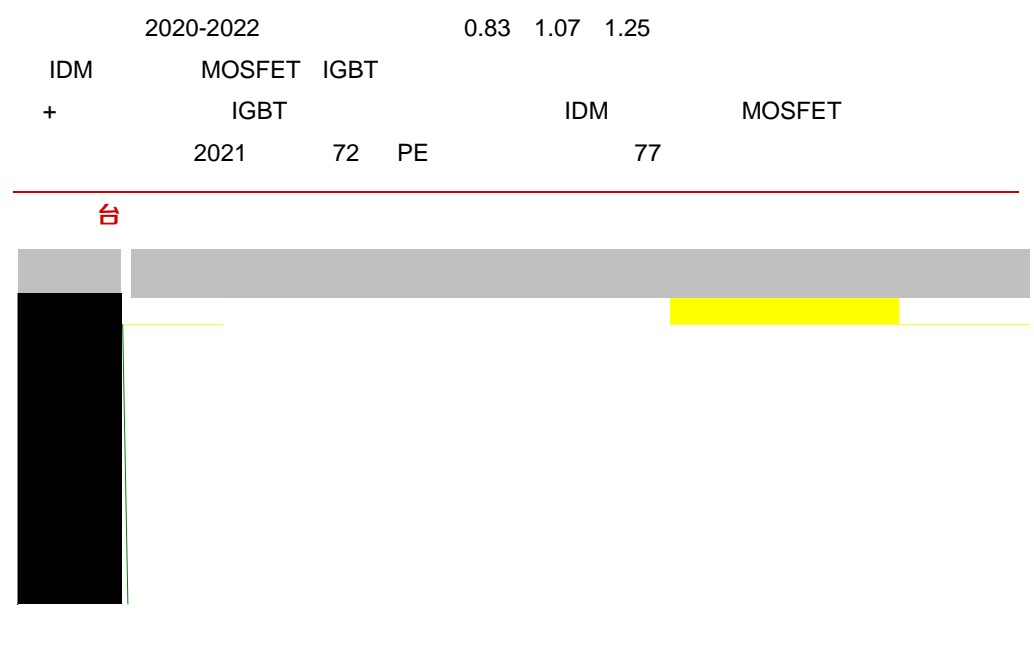 2020-2022 0.83 1.07 1.25
IDM MOSFET IGBT
+ IGBT IDM MOSFET
2021 72 PE 77
台